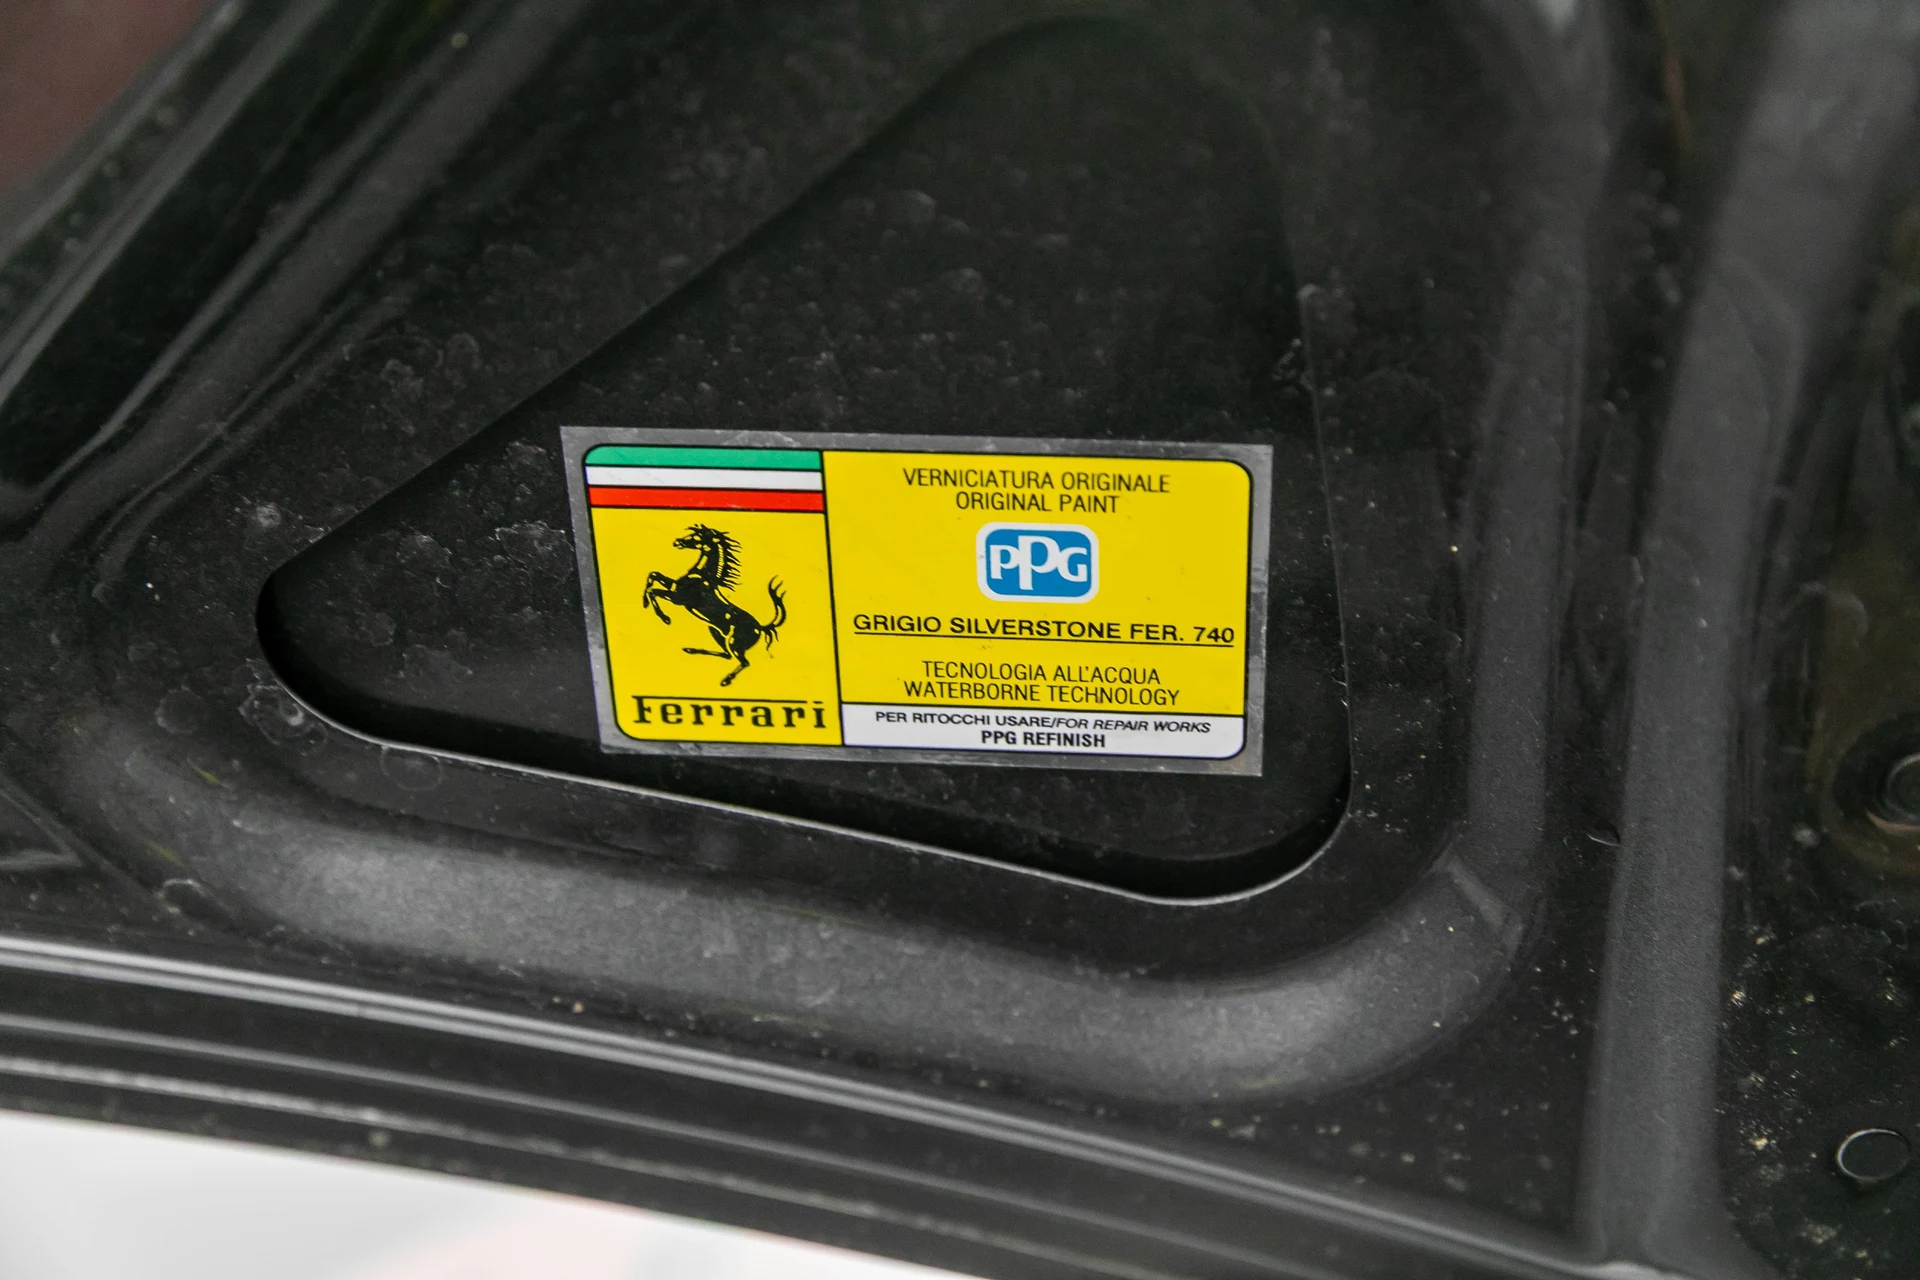 VERNICIATURA ORIGINALE
ORIGINAL PAINT
PPG
GRIGIO SILVERSTONE FER. 740
TECNOLOGIA ALL'ACQUA
WATERBORNE TECHNOLOGY
PER RITOCCHI USARE/FOR REPAIR WORKS
PPG REFINISH
Ferrari